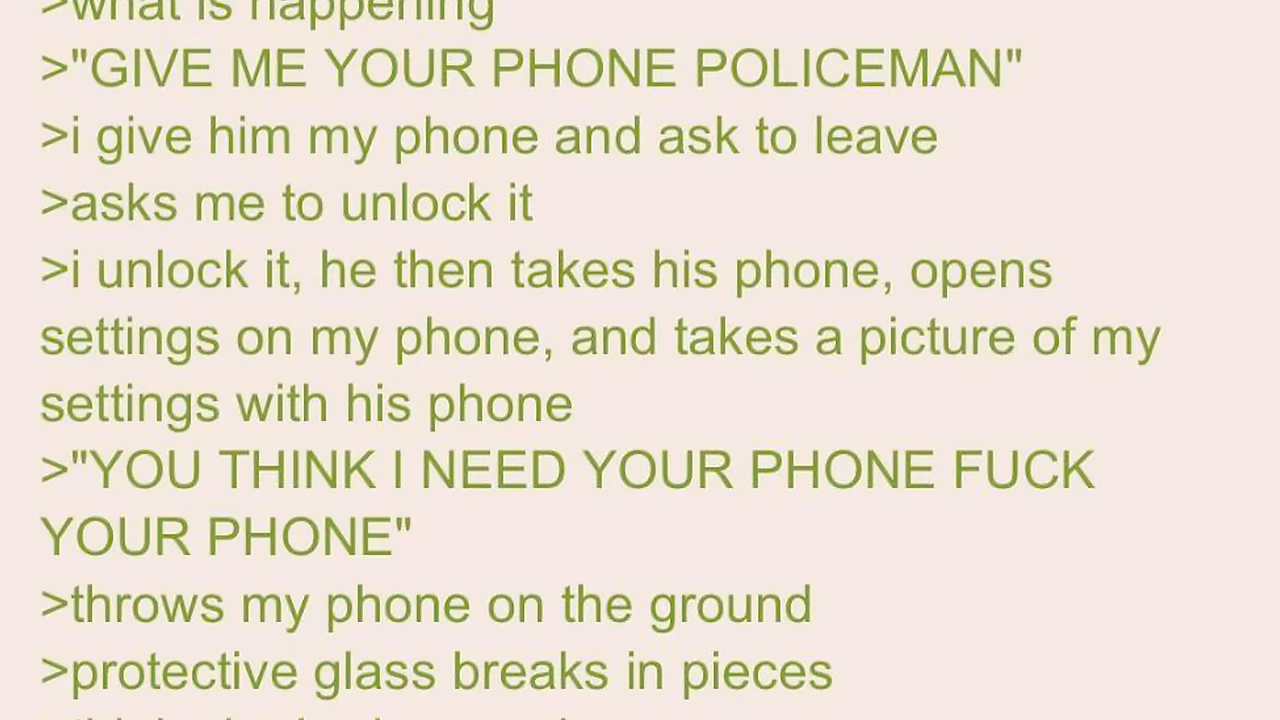 >what is happening
>"GIVE ME YOUR PHONE POLICEMAN"
>i give him my phone and ask to leave
>asks me to unlock it
>i unlock it, he then takes his phone, opens
settings on my phone, and takes a picture of my
settings with his phone
>"YOU THINK I NEED YOUR PHONE FUCK
YOUR PHONE"
>throws my phone on the ground
>protective glass breaks in pieces